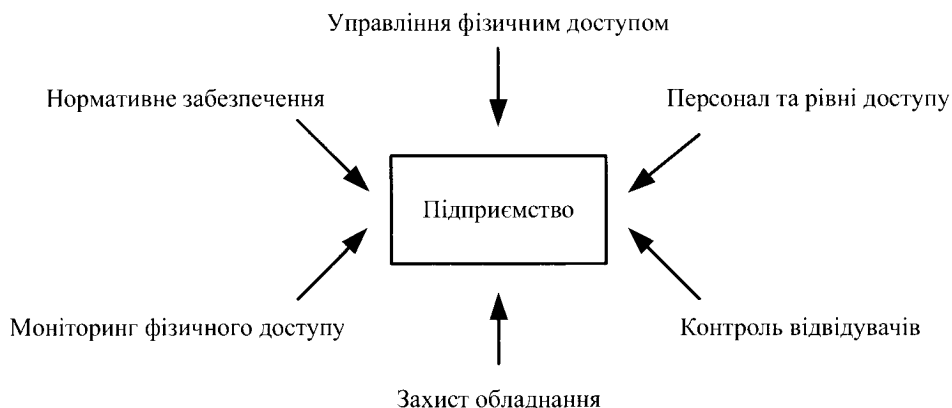 Управління фізичним доступом
Нормативне забезпечення
Персонал та рівні доступу
Підприємство
Моніторинг фізичного доступу
Контроль відвідувачів
Захист обладнання